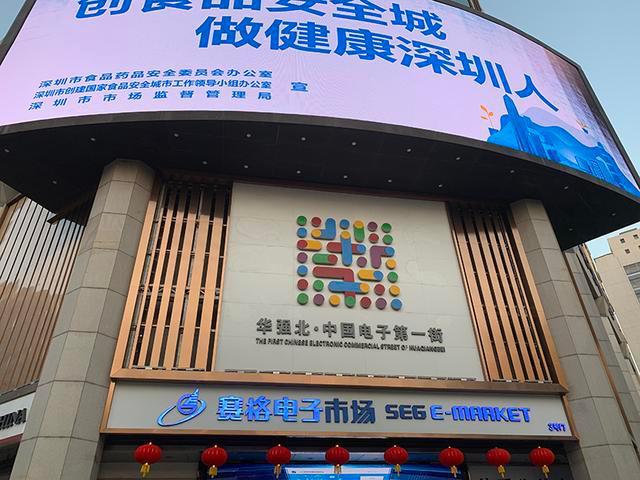 创食品安全城
做健康深圳人
深圳市食品药品安全委员会办公室
深圳市创建国家食品安全城市工作领导小组办公室 宣
深圳市市场监督管理局
华强北·中国电子第一街
THE FIRST CHINESE ELECTRONIC COMMERCIAL STREET OF HUAQIANGBEI
赛格电子市场 SEG E-MARKET